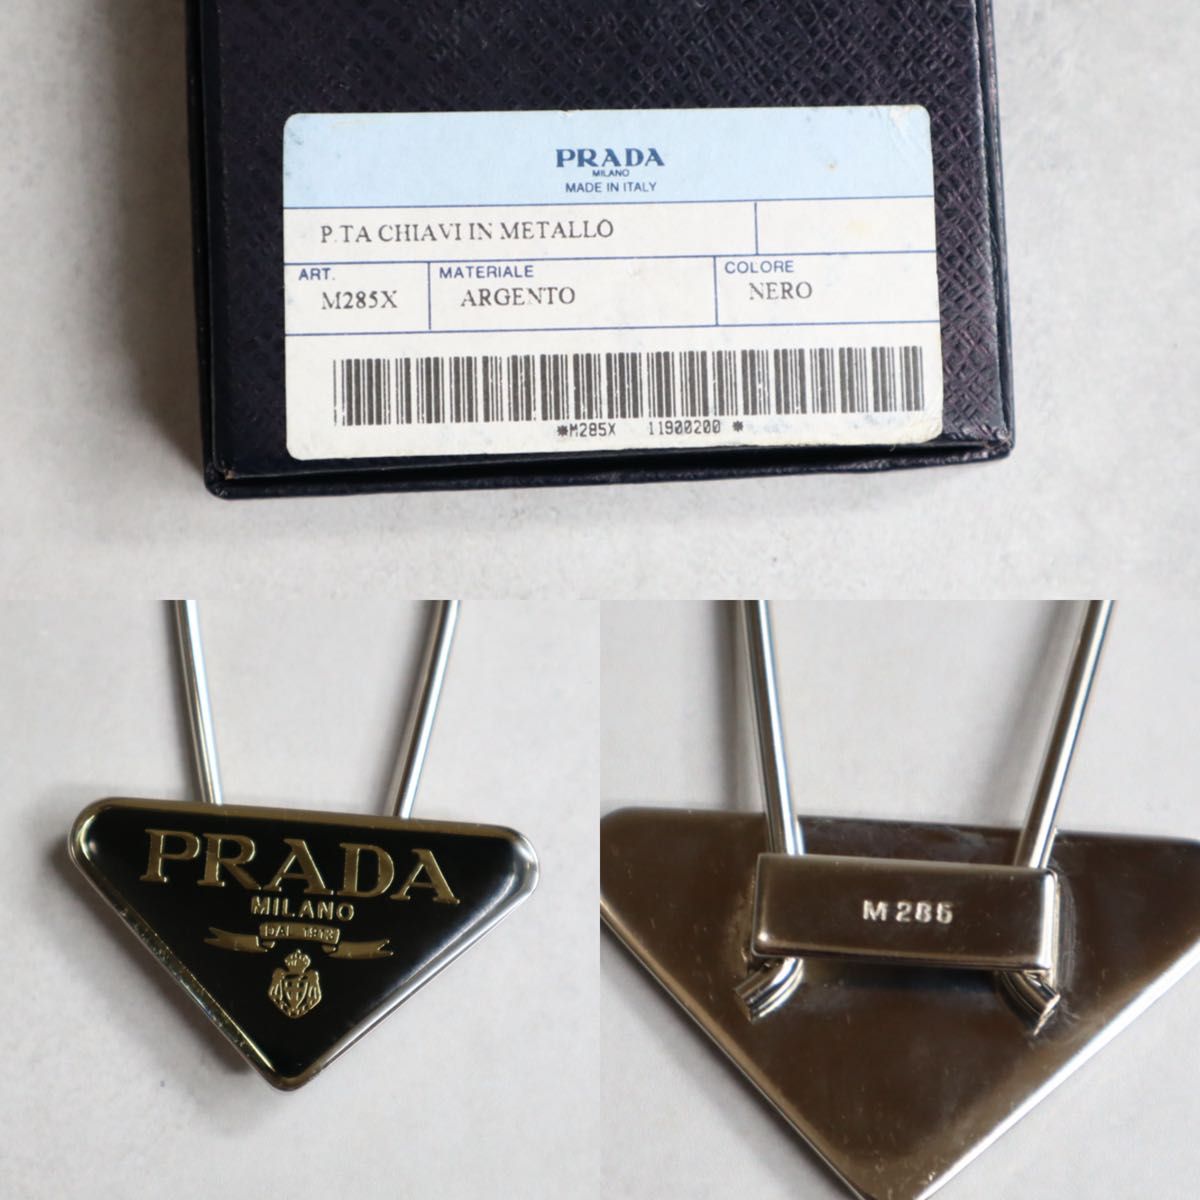 PRADA
MILANO
MADE IN ITALY
P.TA CHIAVI IN METALLO
ART.
M285X
MATERIALE
ARGENTO
COLORE
NERO
*M285X 11900200 *
PRADA
MILANO
DAL 1913
M 285